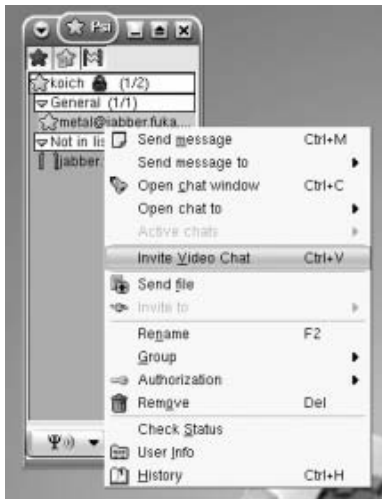 Psi
koich (1/2)
General (1/1)
metal@jabber.fuka....
Not in lis
jabber.
Send message Ctrl+M
Send message to
Open chat window Ctrl+C
Open chat to
Active chats
Invite Video Chat Ctrl+V
Send file
Invite to
Rename F2
Group
Authorization
Remove Del
Check Status
User Info
History Ctrl+H